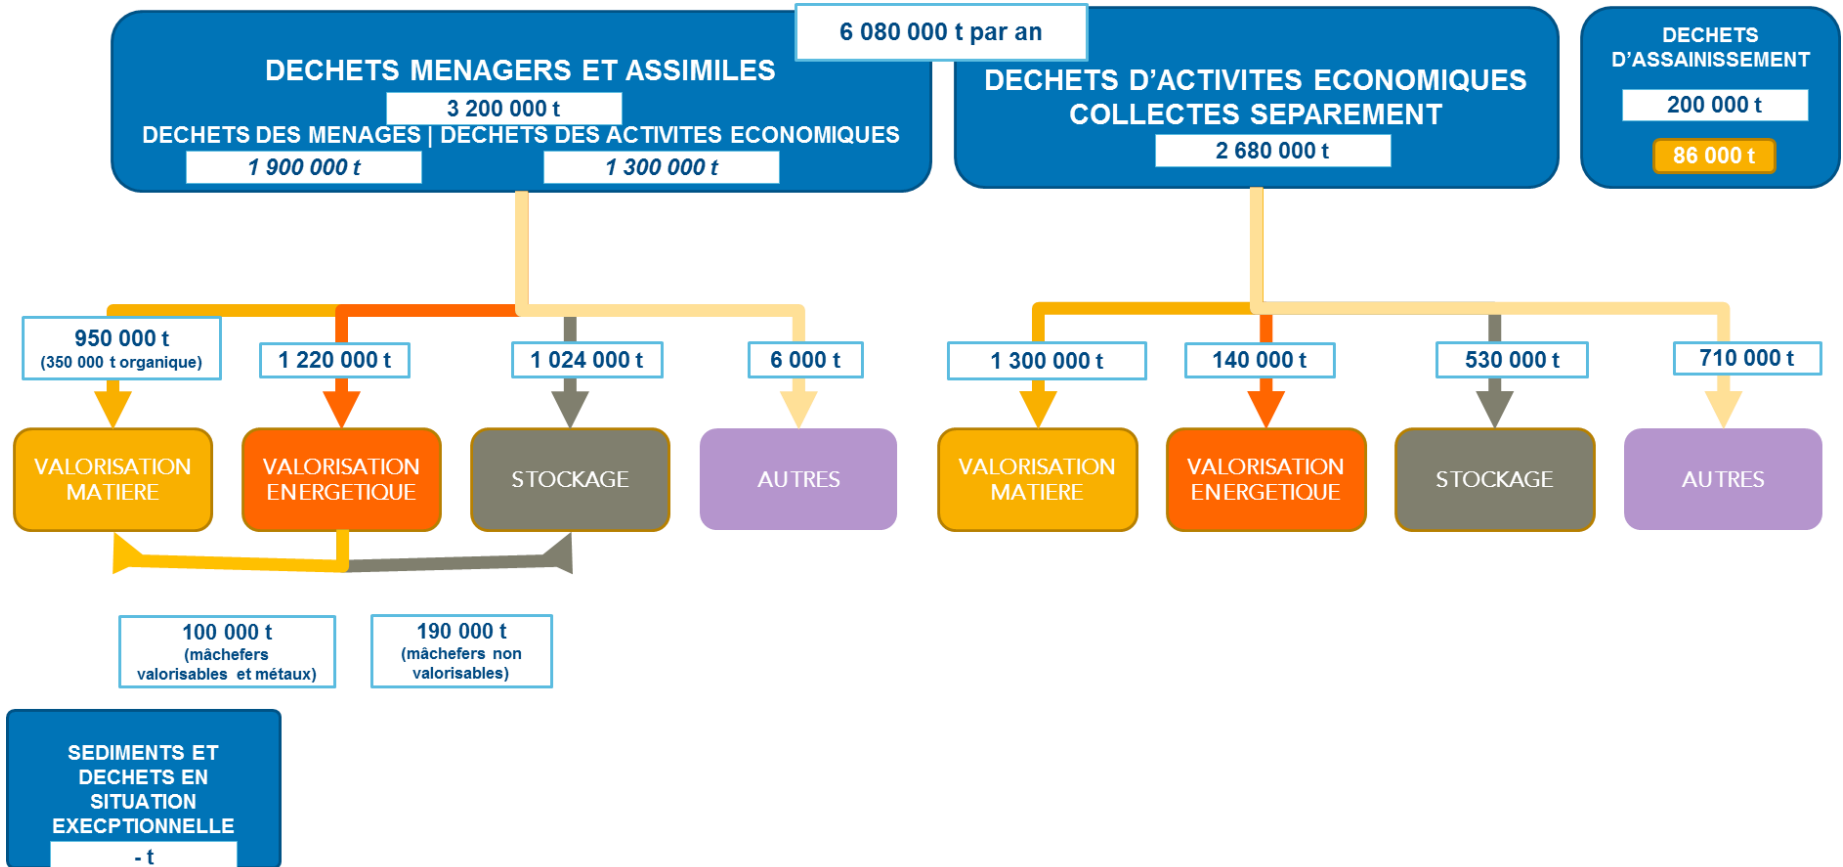 6 080 000 t par an
DECHETS MENAGERS ET ASSIMILES
3 200 000 t
DECHETS DES MENAGES | DECHETS DES ACTIVITES ECONOMIQUES
1 900 000 t
1 300 000 t
DECHETS D’ACTIVITES ECONOMIQUES
COLLECTES SEPAREMENT
2 680 000 t
DECHETS
D’ASSAINISSEMENT
200 000 t
86 000 t
950 000 t
(350 000 t organique)
1 220 000 t
1 024 000 t
6 000 t
1 300 000 t
140 000 t
530 000 t
710 000 t
VALORISATION
MATIERE
VALORISATION
ENERGETIQUE
STOCKAGE
AUTRES
VALORISATION
MATIERE
VALORISATION
ENERGETIQUE
STOCKAGE
AUTRES
100 000 t
(mâchefers
valorisables et métaux)
190 000 t
(mâchefers non
valorisables)
SEDIMENTS ET
DECHETS EN
SITUATION
EXECPTIONNELLE
- t